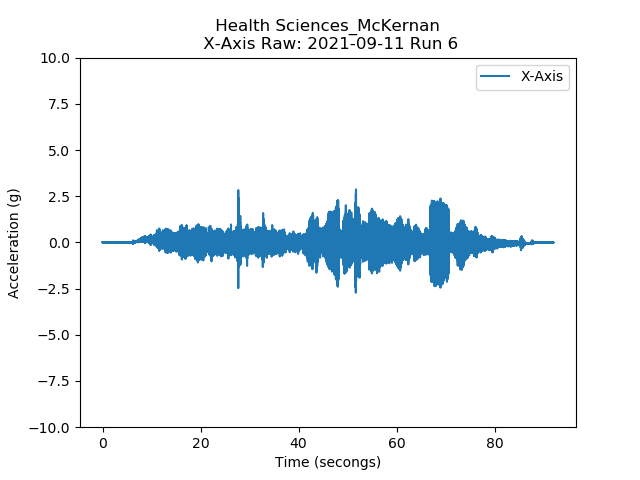 Health Sciences_McKernan
X-Axis Raw: 2021-09-11 Run 6
X-Axis
10.0
7.5
5.0
2.5
0.0
−2.5
−5.0
−7.5
−10.0
Acceleration (g)
0 20 40 60 80
Time (seconds)